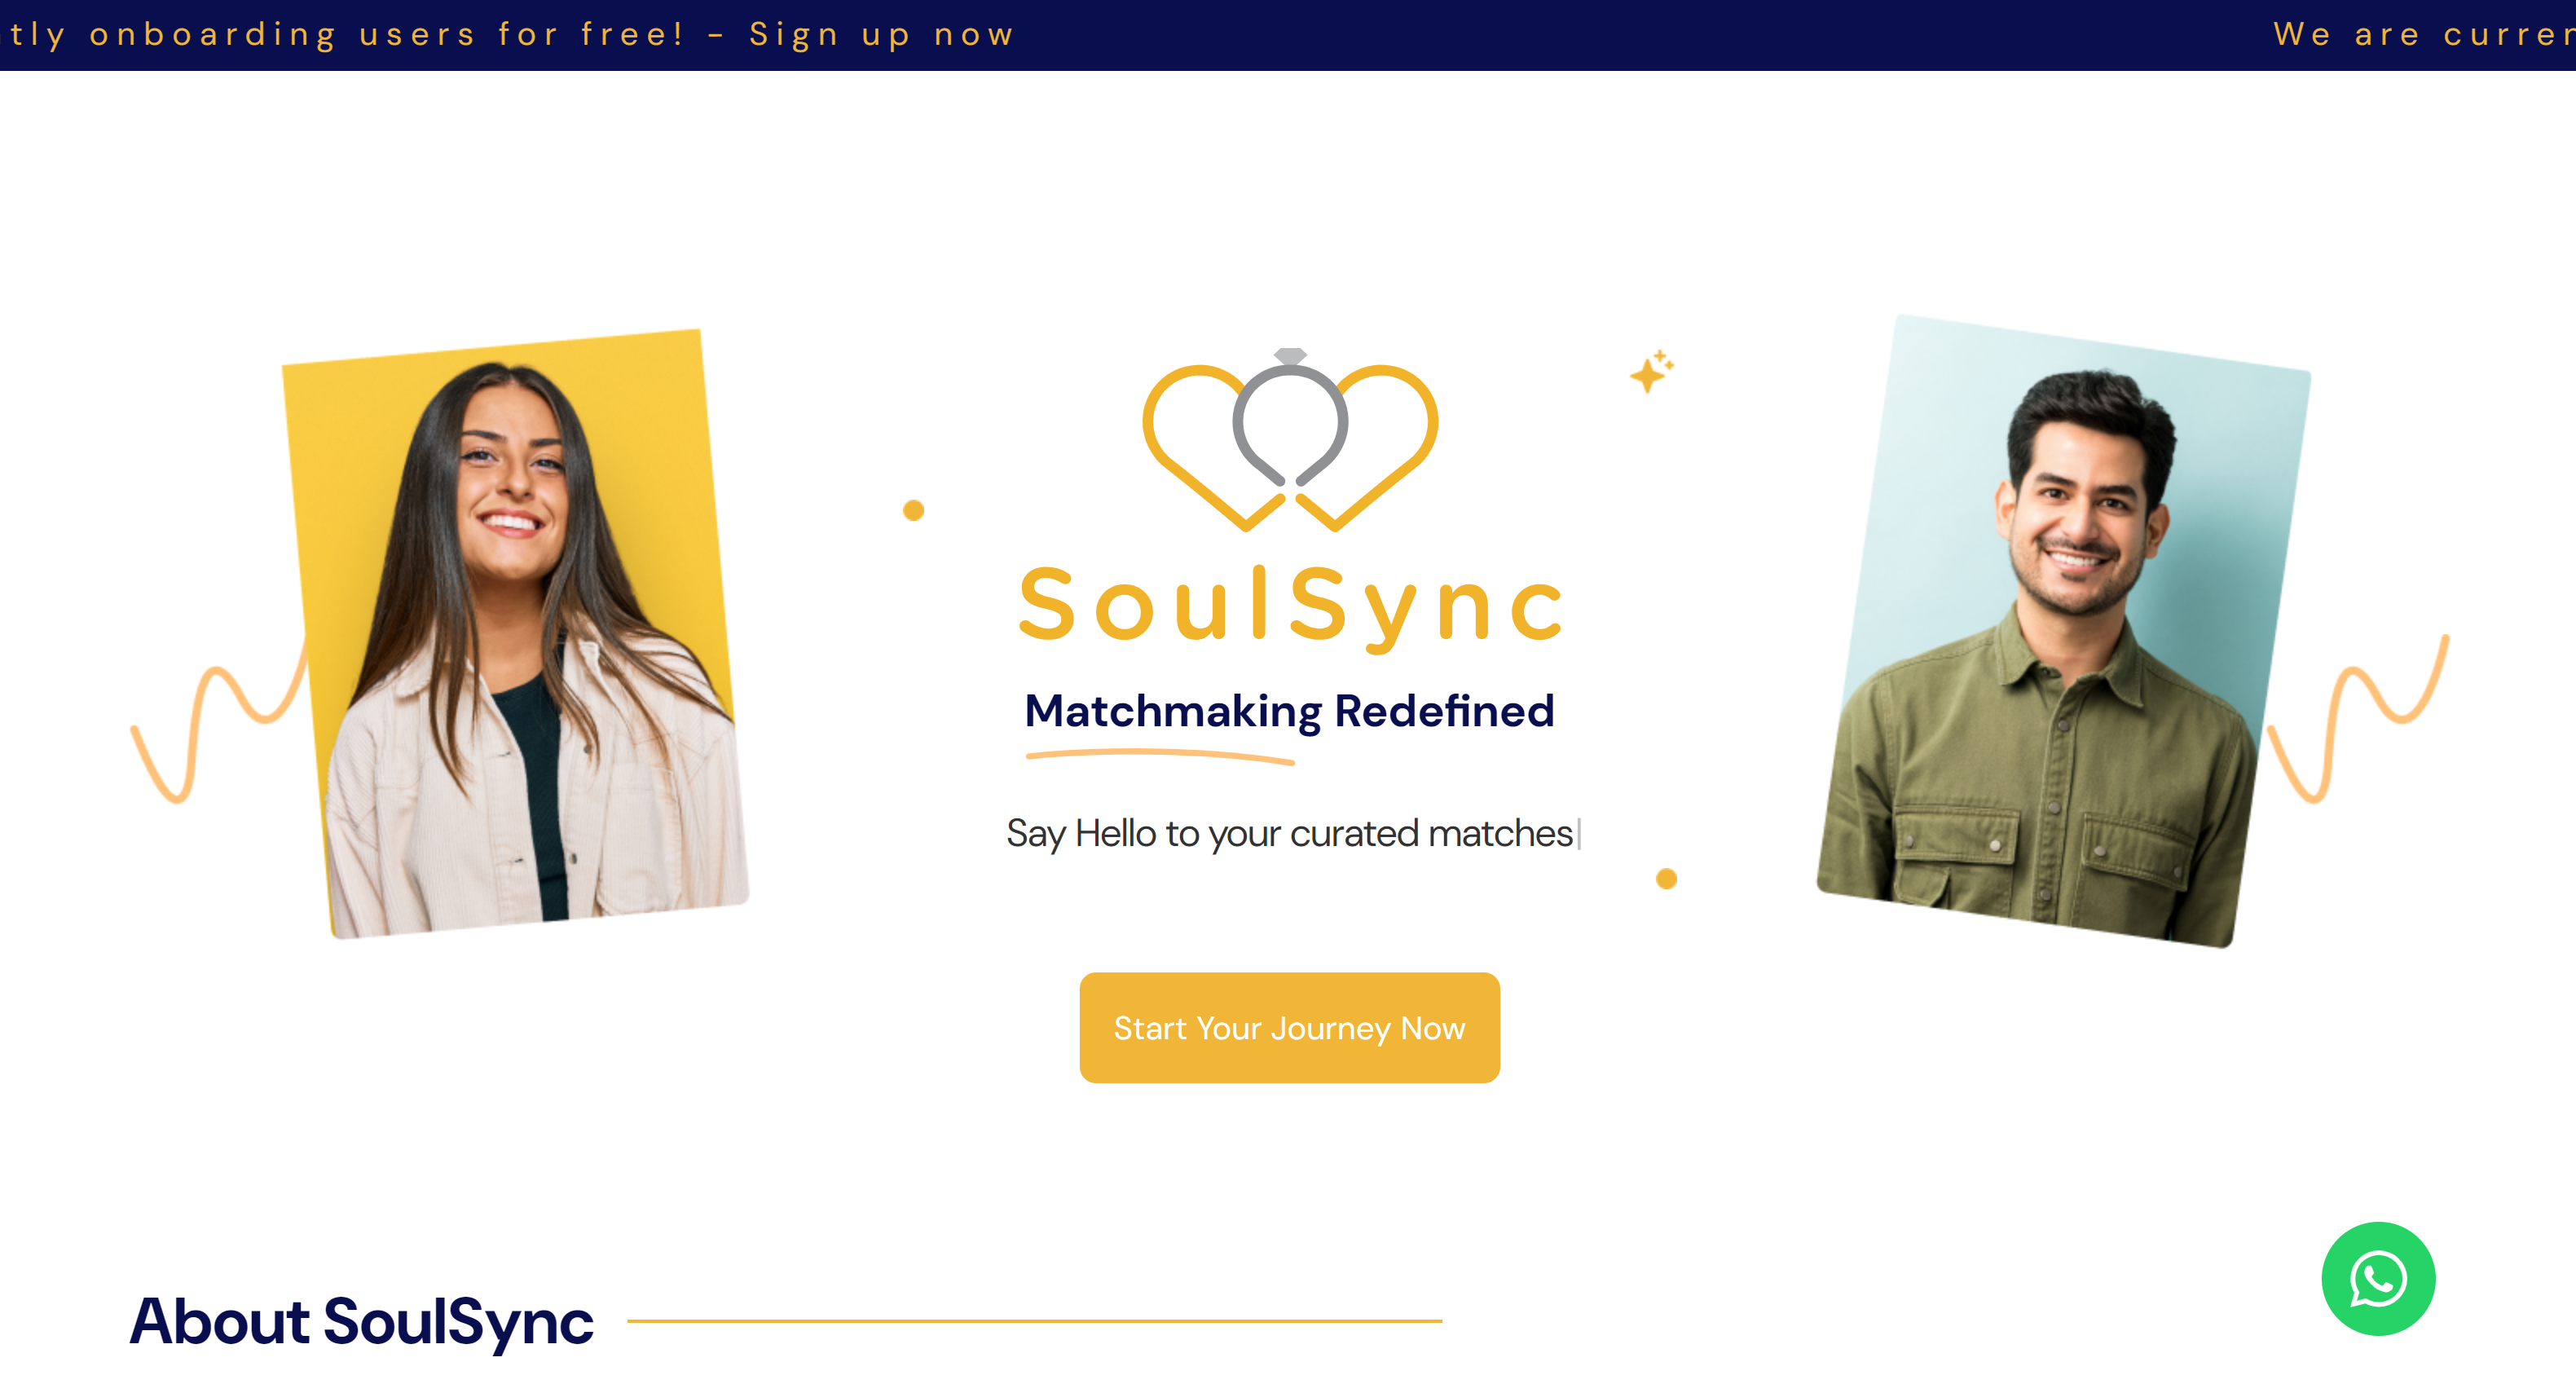 tly onboarding users for free! - Sign up now We are curren
SoulSync
Matchmaking Redefined
Say Hello to your curated matches
Start Your Journey Now
About SoulSync